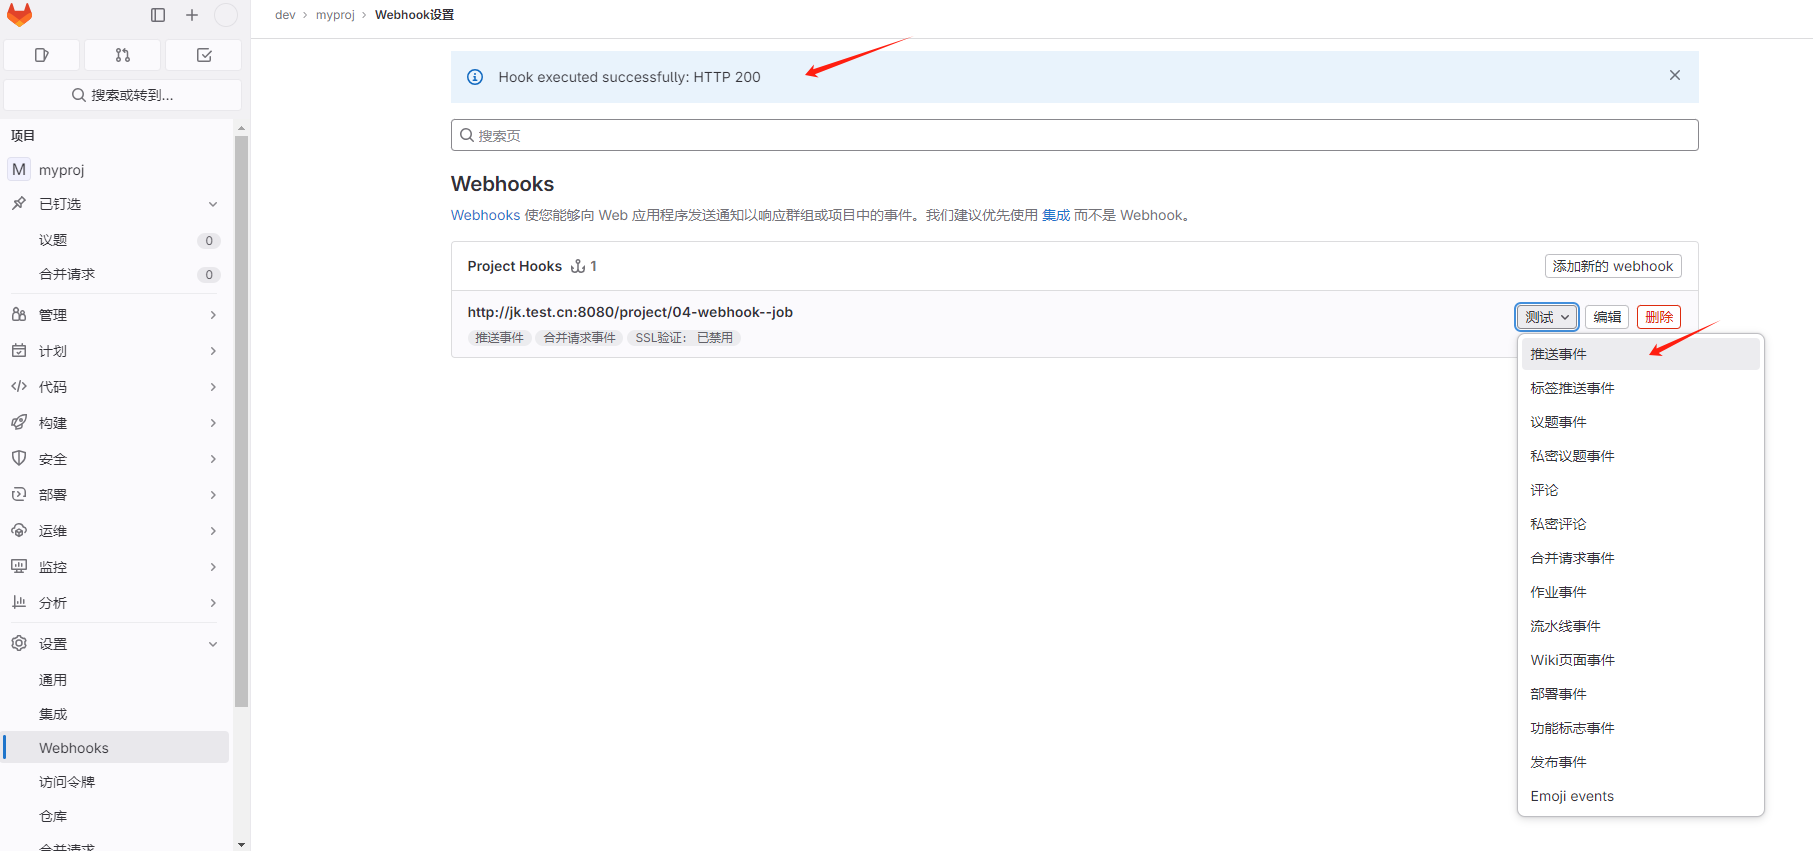 dev › myproj › Webhook设置
搜索或转到...
项目
M myproj
已钉选
议题 0
合并请求 0
管理
计划
代码
构建
安全
部署
运维
监控
分析
设置
通用
集成
Webhooks
访问令牌
仓库
合并请求
Hook executed successfully: HTTP 200
搜索页
Webhooks
Webhooks 使您能够向 Web 应用程序发送通知以响应群组或项目中的事件。我们建议优先使用 集成 而不是 Webhook。
Project Hooks 1
添加新的 webhook
http://jk.test.cn:8080/project/04-webhook--job
推送事件 合并请求事件 SSL验证： 已禁用
测试 编辑 删除
推送事件
标签推送事件
议题事件
私密议题事件
评论
私密评论
合并请求事件
作业事件
流水线事件
Wiki页面事件
部署事件
功能标志事件
发布事件
Emoji events